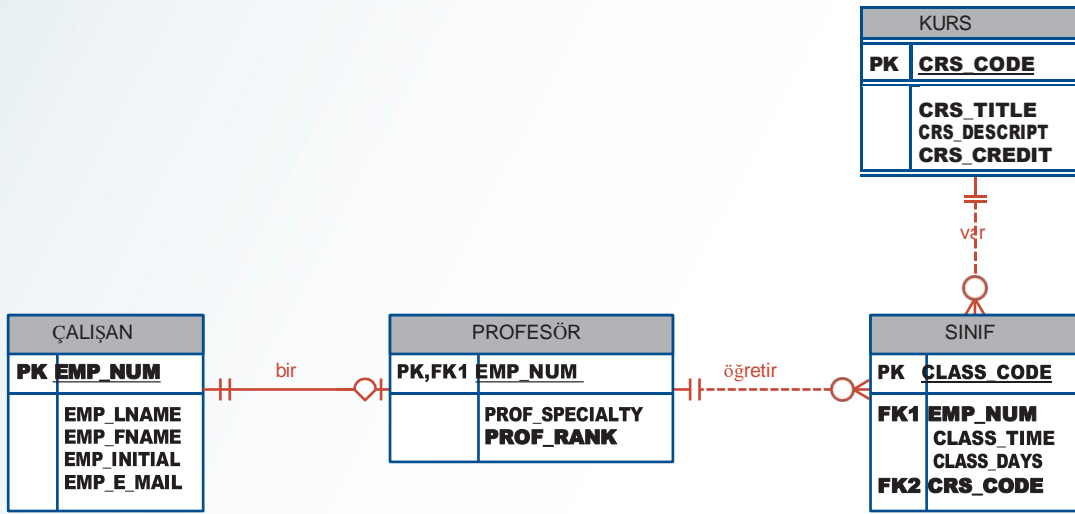 KURS
PK CRS_CODE
CRS_TITLE
CRS_DESCRIPT
CRS_CREDIT
var
ÇALIŞAN
PK EMP_NUM
EMP_LNAME
EMP_FNAME
EMP_INITIAL
EMP_E_MAIL
bir
PROFESÖR
PK,FK1 EMP_NUM
PROF_SPECIALTY
PROF_RANK
öğretir
SINIF
PK CLASS_CODE
FK1 EMP_NUM
CLASS_TIME
CLASS_DAYS
FK2 CRS_CODE